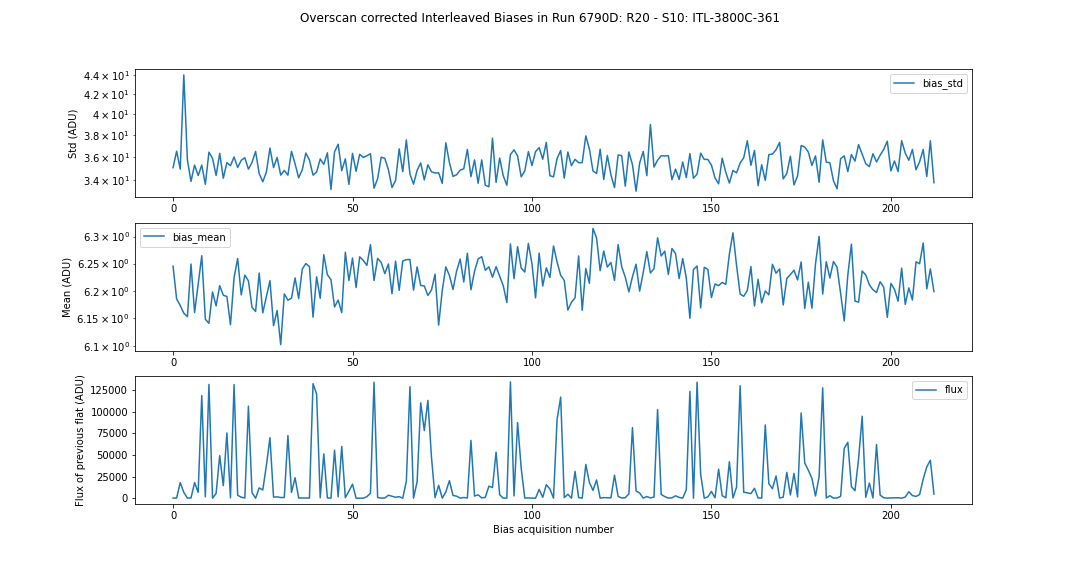 Overscan corrected Interleaved Biases in Run 6790D: R20 - S10: ITL-3800C-361
4.4 × 10¹
4.2 × 10¹
4 × 10¹
3.8 × 10¹
3.6 × 10¹
3.4 × 10¹
Std (ADU)
bias_std
0 50 100 150 200
6.3 × 10⁰
6.25 × 10⁰
6.2 × 10⁰
6.15 × 10⁰
6.1 × 10⁰
Mean (ADU)
bias_mean
0 50 100 150 200
125000
100000
75000
50000
25000
0
Flux of previous flat (ADU)
flux
0 50 100 150 200
Bias acquisition number